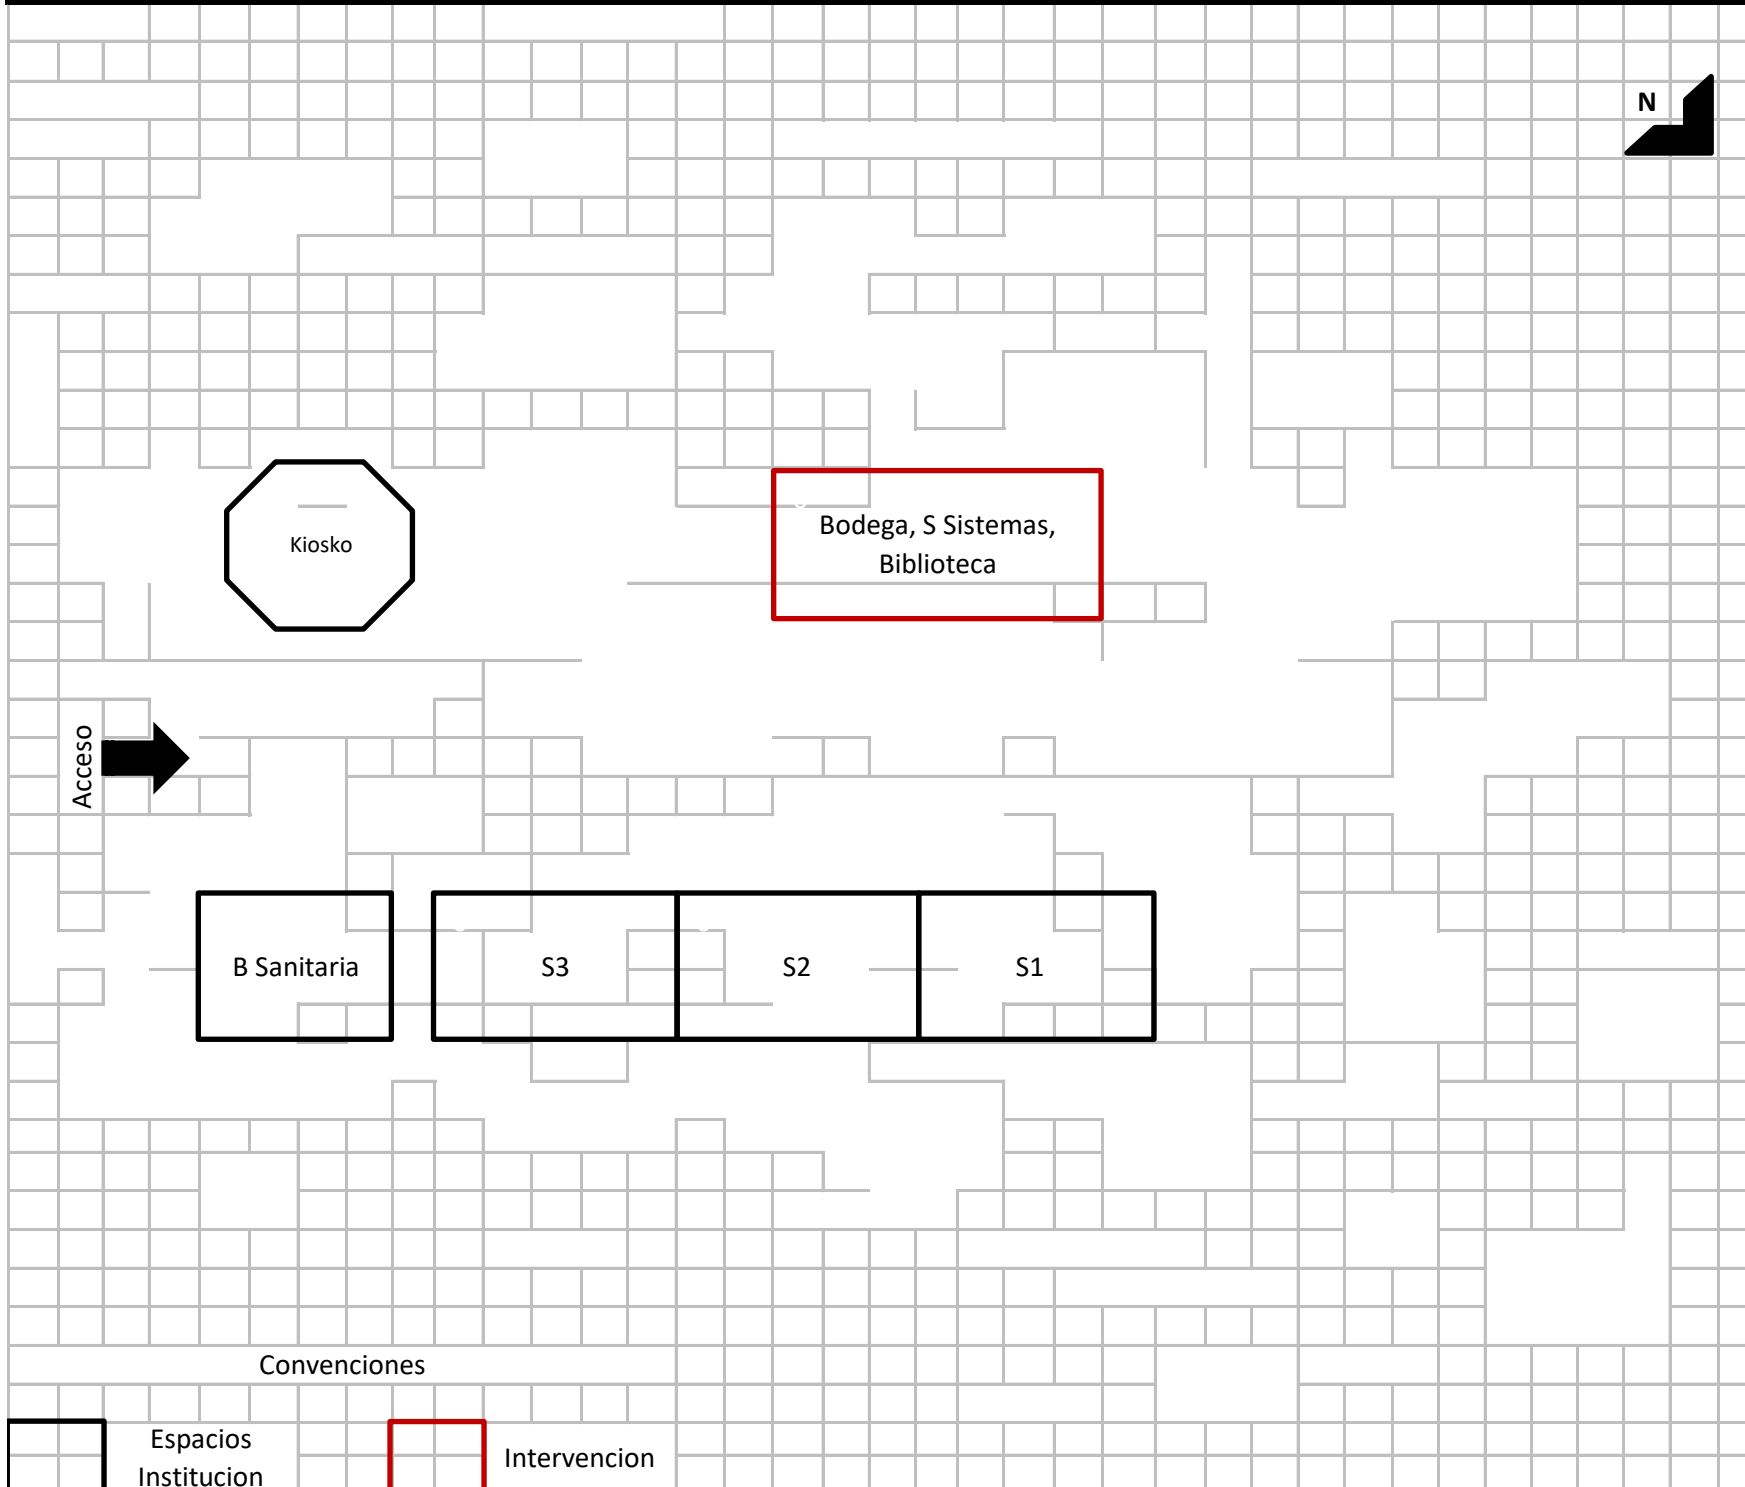 N
Bodega, S Sistemas,
Biblioteca
Kiosko
Acceso
B Sanitaria
S3
S2
S1
Convenciones
Espacios
Institucion
Intervencion